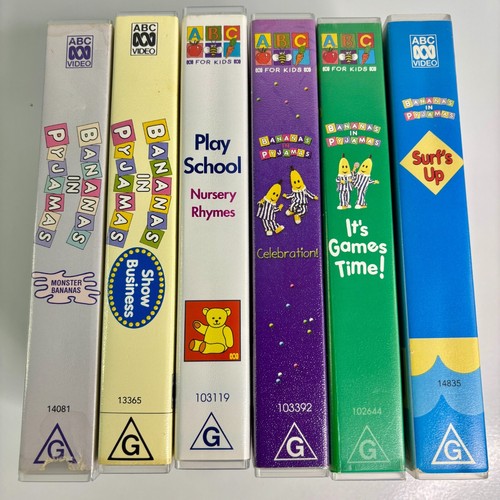 ABC
VIDEO
BANANAS
IN
PYJAMAS
MONSTER
BANANAS
14081
G
ABC
VIDEO
BANANAS
IN
PYJAMAS
Show
Business
13365
G
ABC
FOR KIDS
Play
School
Nursery
Rhymes
103119
G
ABC
FOR KIDS
BANANAS
IN
PYJAMAS
Celebration!
103392
G
ABC
FOR KIDS
BANANAS
IN
PYJAMAS
It's
Games
Time!
102644
G
ABC
VIDEO
BANANAS
IN
PYJAMAS
Surf's
Up
14835
G